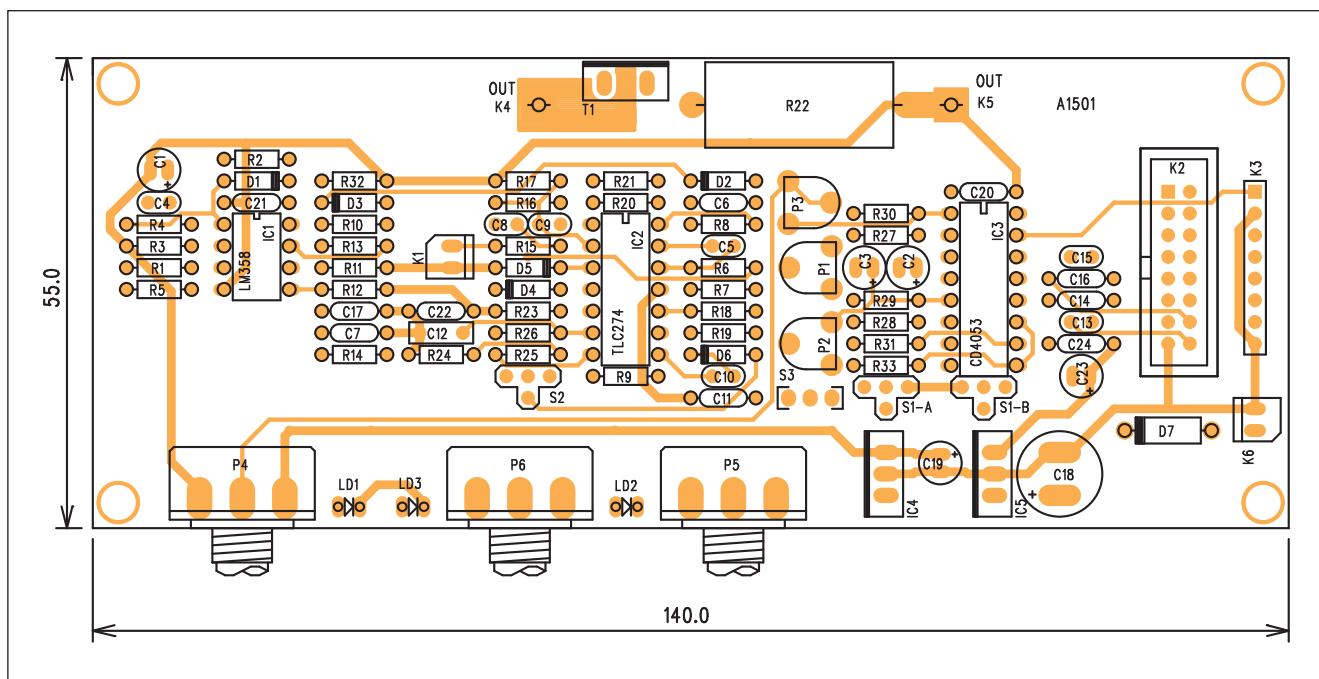 OUT
K4
T1
R22
OUT
K5
A1501
K2
K3
C1
+
R2
D1
C4
C21
R4
R3
R1
R5
IC1
LM358
R32
D3
R10
R13
R11
R12
C17
C22
C7
C12
R14
R24
K1
R17
R16
C8
C9
R15
D5
D4
R23
R26
R25
S2
R21
R20
IC2
TLC274
R9
D2
C6
R8
C5
R6
R7
R18
R19
D6
C10
C11
P3
P1
P2
S3
R30
R27
C3
+
C2
+
R29
R28
R31
R33
S1-A
C20
IC3
CD4053
S1-B
C15
C16
C14
C13
C24
C23
+
D7
K6
P4
LD1
LD3
P6
LD2
P5
IC4
C19
+
IC5
C18
+
55.0
140.0